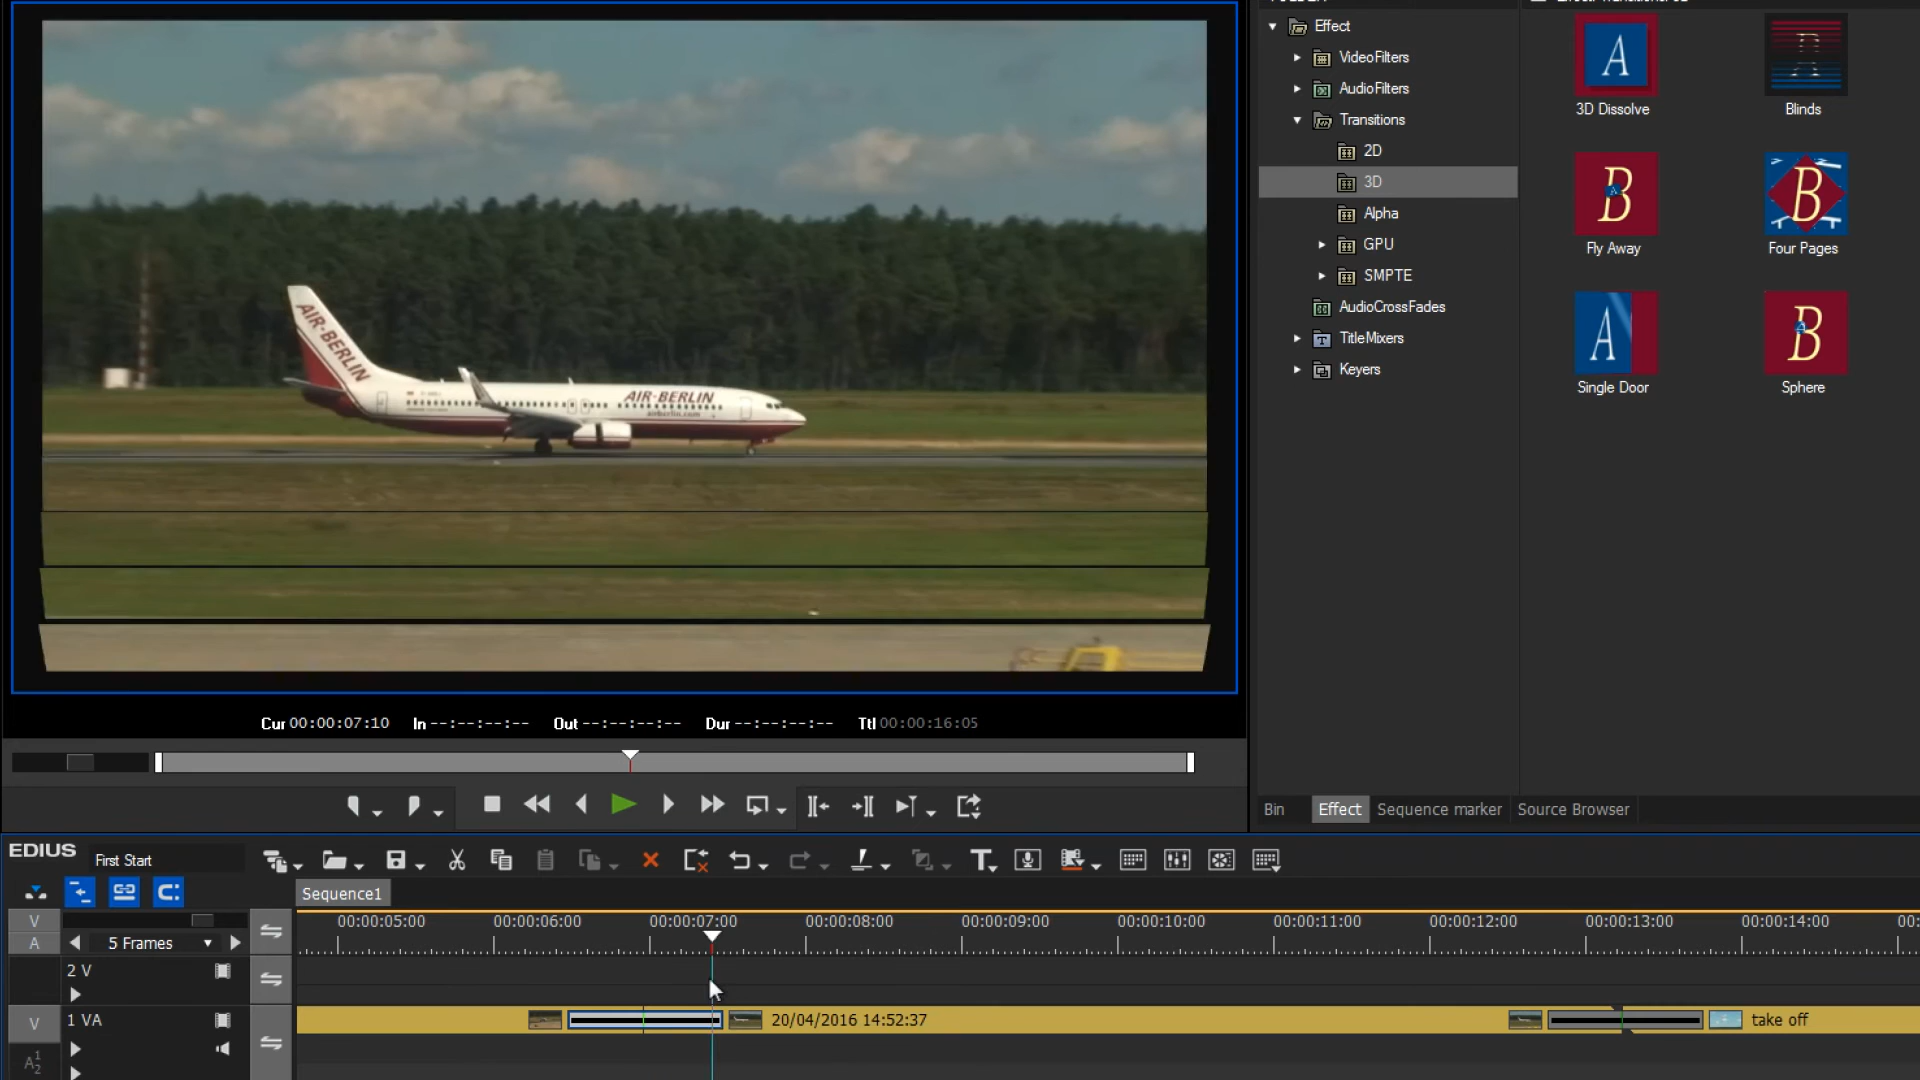 Effect
VideoFilters
AudioFilters
Transitions
2D
3D
Alpha
GPU
SMPTE
AudioCrossFades
TitleMixers
Keyers
A
3D Dissolve
Blinds
B
Fly Away
B
Four Pages
A
Single Door
B
Sphere
AIR-BERLIN
AIR-BERLIN
airberlin.com
Cur 00:00:07:10 In --:--:--:-- Out --:--:--:-- Dur --:--:--:-- Ttl 00:00:16:05
Bin Effect Sequence marker Source Browser
EDIUS First Start
Sequence1
V
A 5 Frames
00:00:05:00 00:00:06:00 00:00:07:00 00:00:08:00 00:00:09:00 00:00:10:00 00:00:11:00 00:00:12:00 00:00:13:00 00:00:14:00 00:
2 V
V 1 VA 20/04/2016 14:52:37 take off
A 1 2